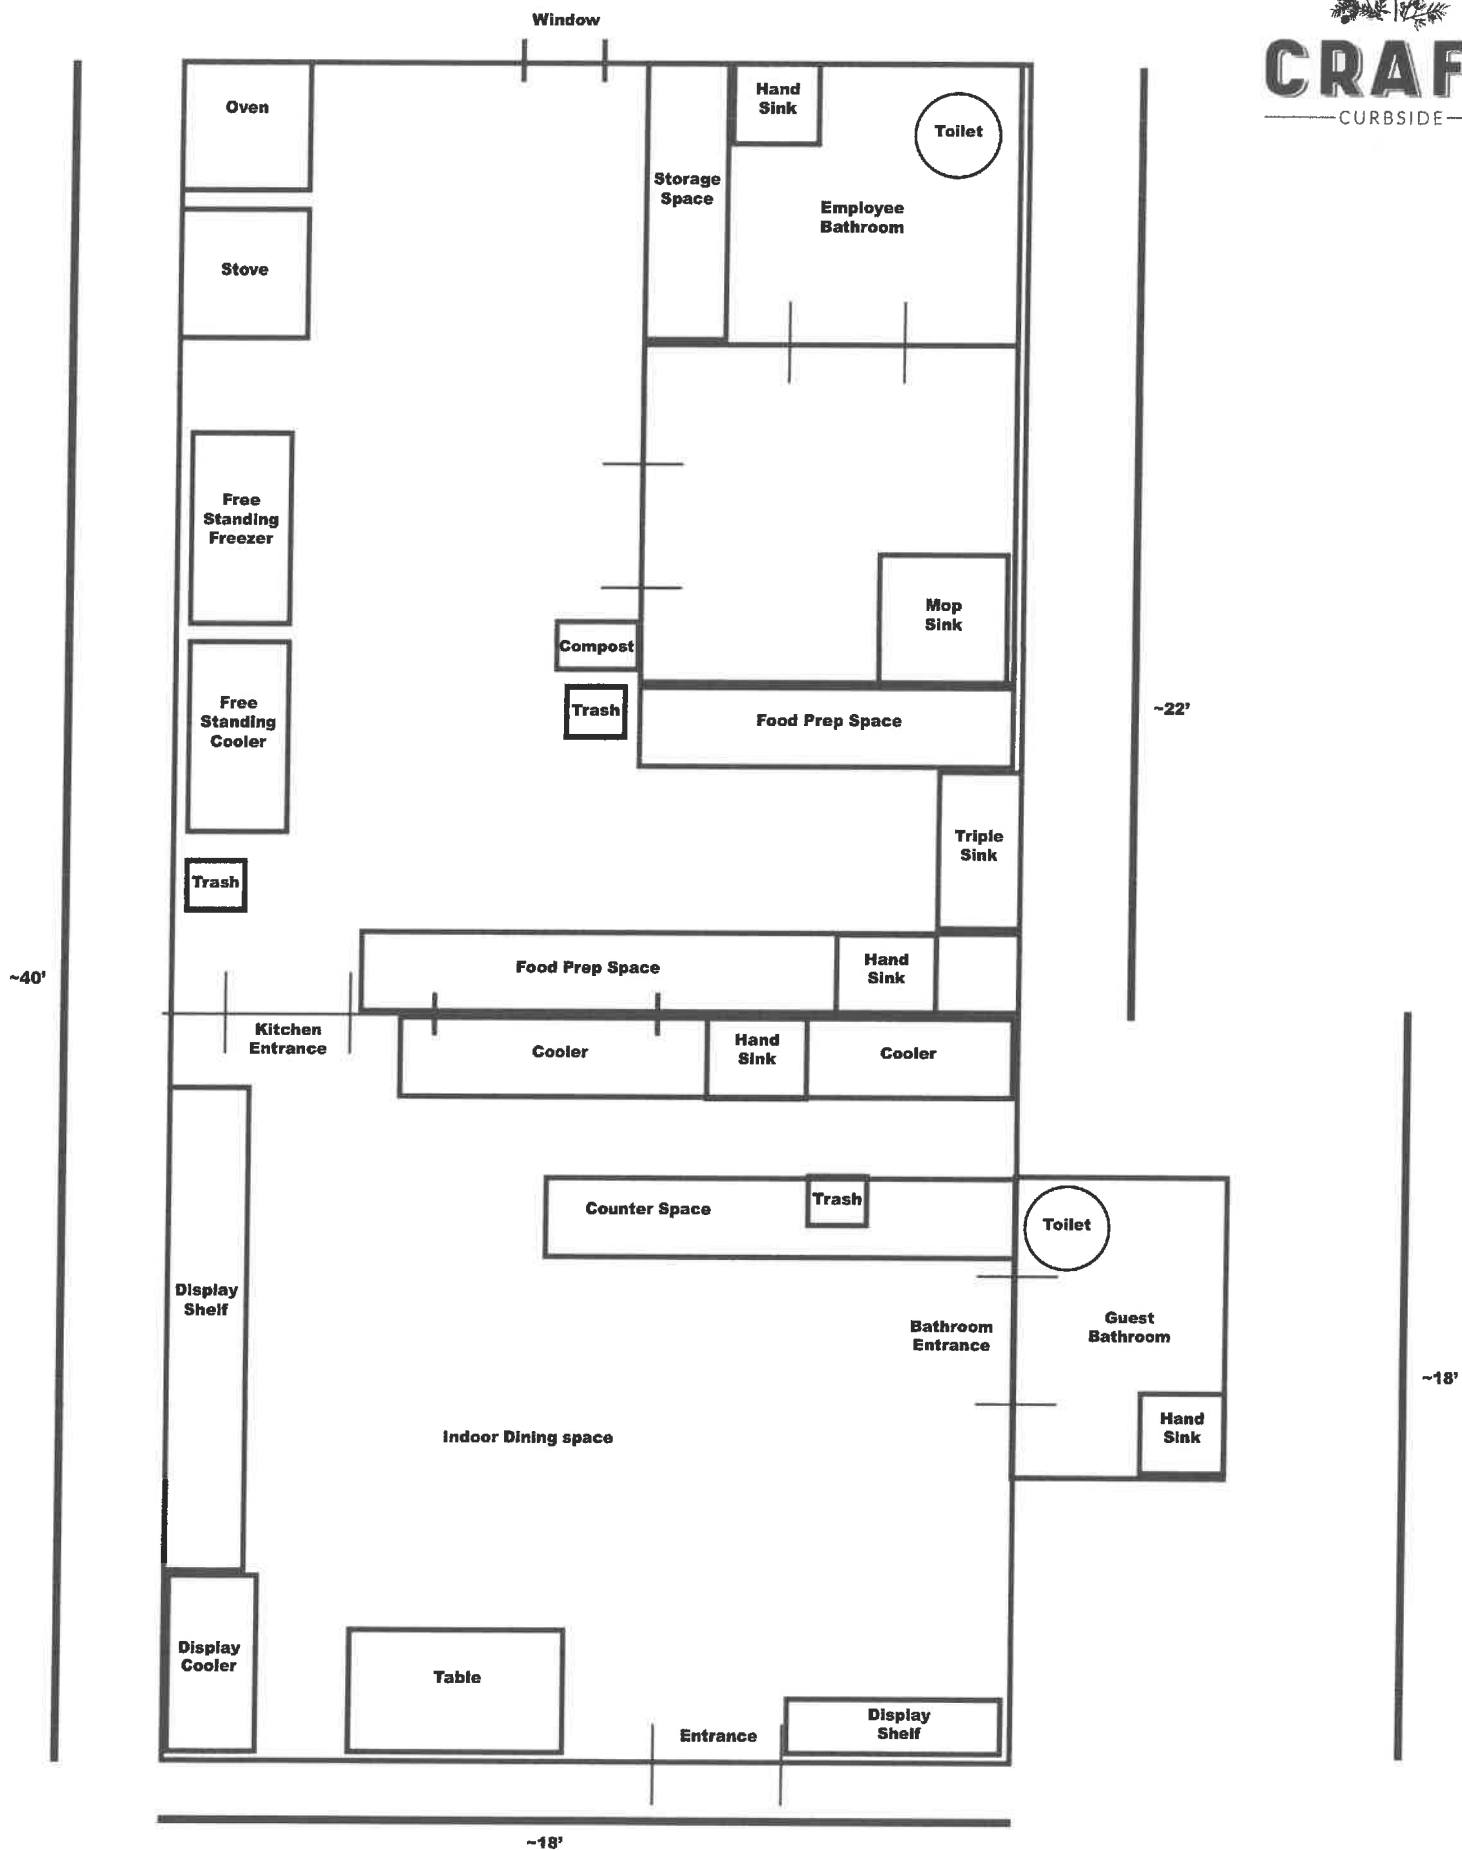 Window
CRAF
CURBSIDE
Oven
Hand
Sink
Toilet
Storage
Space
Employee
Bathroom
Stove
Free
Standing
Freezer
Mop
Sink
Compost
Trash
Food Prep Space
~22'
Free
Standing
Cooler
Triple
Sink
Trash
Food Prep Space
Hand
Sink
~40'
Kitchen
Entrance
Cooler
Hand
Sink
Cooler
Counter Space
Trash
Toilet
Display
Shelf
Bathroom
Entrance
Guest
Bathroom
~18'
Hand
Sink
Indoor Dining space
Display
Cooler
Table
Entrance
Display
Shelf
~18'